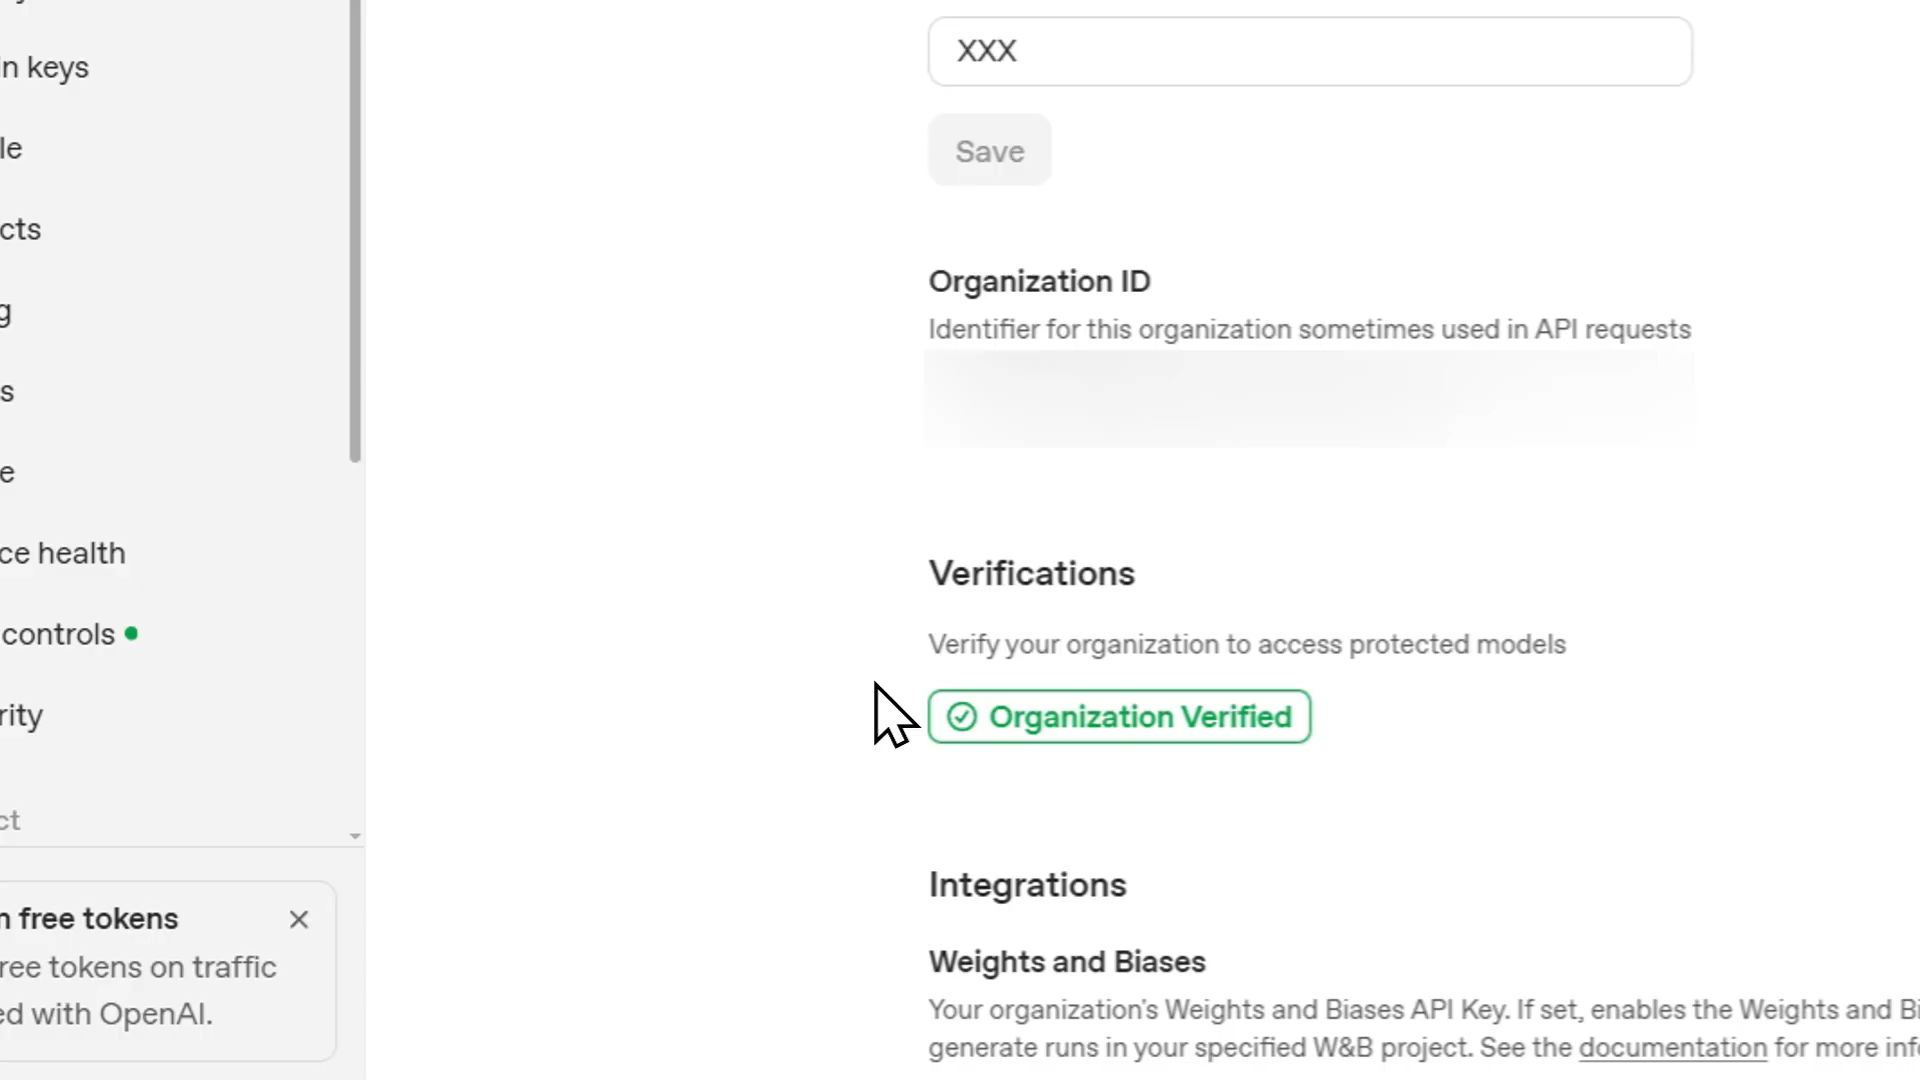 n keys
le
cts
g
s
e
ce health
controls
rity
ct
n free tokens
ree tokens on traffic
ed with OpenAI.
XXX
Save
Organization ID
Identifier for this organization sometimes used in API requests
Verifications
Verify your organization to access protected models
Organization Verified
Integrations
Weights and Biases
Your organization's Weights and Biases API Key. If set, enables the Weights and Bi
generate runs in your specified W&B project. See the documentation for more info